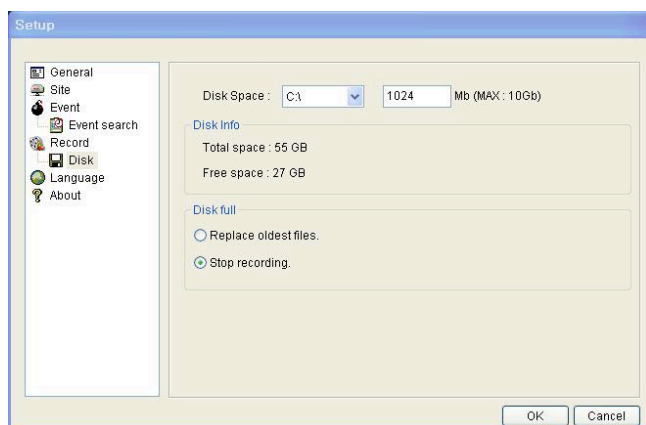 Setup
General
Site
Event
Event search
Record
Disk
Language
About
Disk Space : C:\ 1024 Mb (MAX : 10Gb)
Disk Info
Total space : 55 GB
Free space : 27 GB
Disk full
Replace oldest files.
Stop recording.
OK Cancel